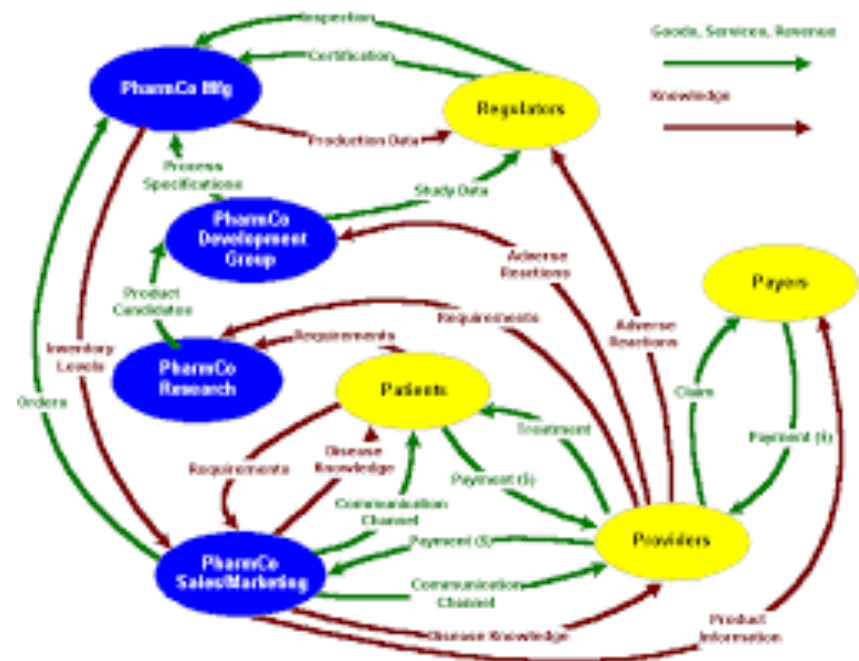 Inspection
Goods, Services, Revenue
Certification
PharmCo Mfg
Regulators
Knowledge
Production Data
Process
Specifications
Study Data
PharmCo
Development
Group
Adverse
Reactions
Payers
Product
Candidates
Requirements
Requirements
Adverse
Reactions
Inventory
Levels
PharmCo
Research
Patients
Orders
Claim
Treatment
Payment ($)
Disease
Knowledge
Requirements
Payment ($)
Communication
Channel
Payment ($)
Providers
PharmCo
Sales/Marketing
Communication
Channel
Product
Information
Disease Knowledge